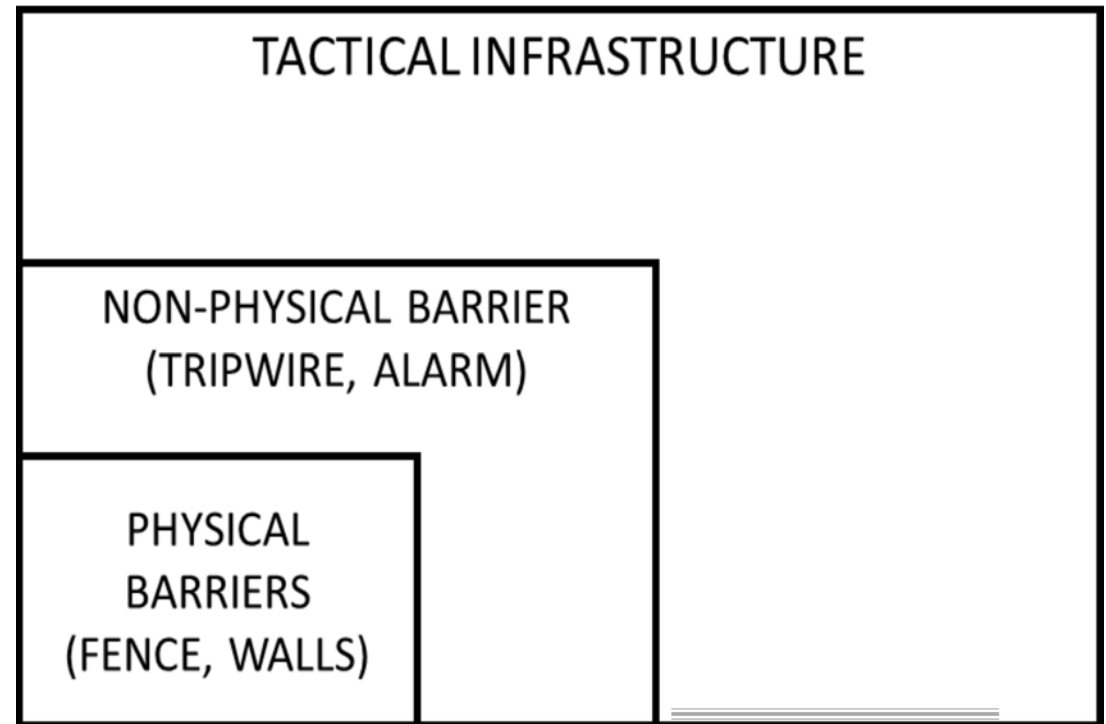 TACTICAL INFRASTRUCTURE
NON-PHYSICAL BARRIER
(TRIPWIRE, ALARM)
PHYSICAL
BARRIERS
(FENCE, WALLS)